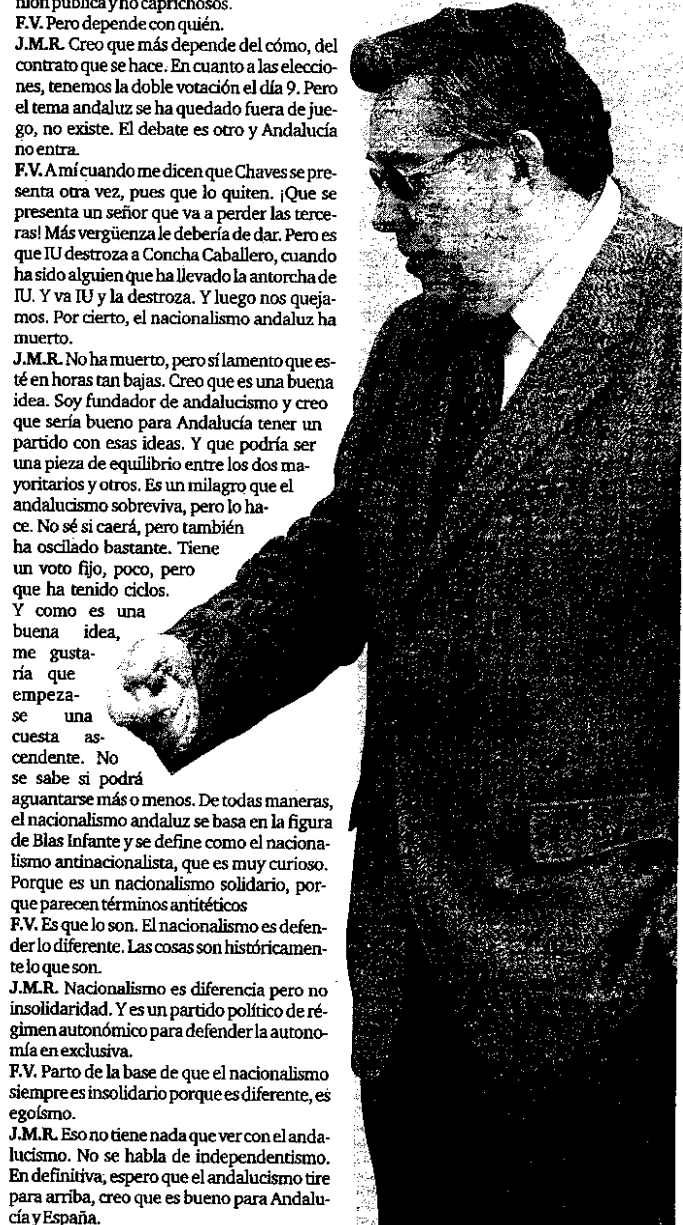 nión pública y no caprichosos.
F.V. Pero depende con quién.
J.M.R. Creo que más depende del cómo, del
contrato que se hace. En cuanto a las eleccio-
nes, tenemos la doble votación el día 9. Pero
el tema andaluz se ha quedado fuera de jue-
go, no existe. El debate es otro y Andalucía
no entra.
F.V. A mí cuando me dicen que Chaves se pre-
senta otra vez, pues que lo quiten. ¡Que se
presenta un señor que va a perder las terce-
ras! Más vergüenza le debería de dar. Pero es
que IU destroza a Concha Caballero, cuando
ha sido alguien que ha llevado la antorcha de
IU. Y va IU y la destroza. Y luego nos queja-
mos. Por cierto, el nacionalismo andaluz ha
muerto.
J.M.R. No ha muerto, pero sí lamento que es-
té en horas tan bajas. Creo que es una buena
idea. Soy fundador de andalucismo y creo
que sería bueno para Andalucía tener un
partido con esas ideas. Y que podría ser
una pieza de equilibrio entre los dos ma-
yoritarios y otros. Es un milagro que el
andalucismo sobreviva, pero lo ha-
ce. No sé si caerá, pero también
ha oscilado bastante. Tiene
un voto fijo, poco, pero
que ha tenido ciclos.
Y como es una
buena idea,
me gusta-
ría que
empeza-
se una
cuesta as-
cendente. No
se sabe si podrá
aguantarse más o menos. De todas maneras,
el nacionalismo andaluz se basa en la figura
de Blas Infante y se define como el naciona-
lismo antinacionalista, que es muy curioso.
Porque es un nacionalismo solidario, por-
que parecen términos antitéticos
F.V. Es que lo son. El nacionalismo es defen-
der lo diferente. Las cosas son históricamen-
te lo que son.
J.M.R. Nacionalismo es diferencia pero no
insolidaridad. Y es un partido político de ré-
gimen autonómico para defender la autono-
mía en exclusiva.
F.V. Parto de la base de que el nacionalismo
siempre es insolidario porque es diferente, es
egoísmo.
J.M.R. Eso no tiene nada que ver con el anda-
lucismo. No se habla de independentismo.
En definitiva, espero que el andalucismo tire
para arriba, creo que es bueno para Andalu-
cía y España.